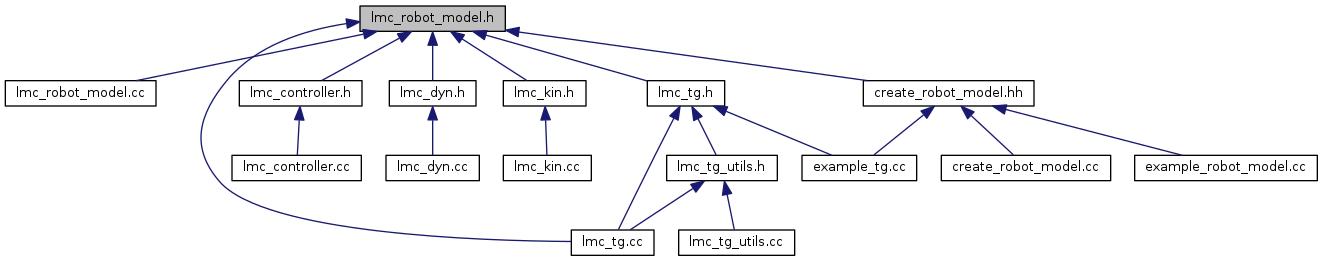 lmc_robot_model.h
lmc_robot_model.cc
lmc_controller.h
lmc_dyn.h
lmc_kin.h
lmc_tg.h
create_robot_model.hh
lmc_controller.cc
lmc_dyn.cc
lmc_kin.cc
lmc_tg_utils.h
example_tg.cc
create_robot_model.cc
example_robot_model.cc
lmc_tg.cc
lmc_tg_utils.cc